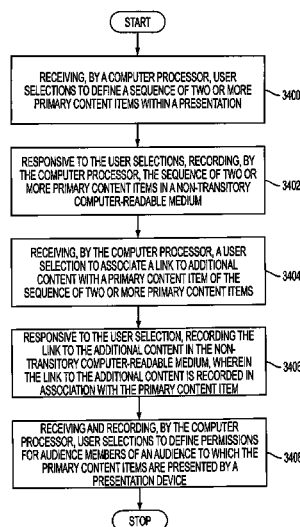 START
RECEIVING, BY A COMPUTER PROCESSOR, USER
SELECTIONS TO DEFINE A SEQUENCE OF TWO OR MORE
PRIMARY CONTENT ITEMS WITHIN A PRESENTATION
3400
RESPONSIVE TO THE USER SELECTIONS, RECORDING, BY
THE COMPUTER PROCESSOR, THE SEQUENCE OF TWO OR
MORE PRIMARY CONTENT ITEMS IN A NON-TRANSITORY
COMPUTER-READABLE MEDIUM
3402
RECEIVING, BY THE COMPUTER PROCESSOR, A USER
SELECTION TO ASSOCIATE A LINK TO ADDITIONAL
CONTENT WITH A PRIMARY CONTENT ITEM OF THE
SEQUENCE OF TWO OR MORE PRIMARY CONTENT ITEMS
3404
RESPONSIVE TO THE USER SELECTION, RECORDING THE
LINK TO THE ADDITIONAL CONTENT IN THE NON-
TRANSITORY COMPUTER-READABLE MEDIUM, WHEREIN
THE LINK TO THE ADDITIONAL CONTENT IS RECORDED IN
ASSOCIATION WITH THE PRIMARY CONTENT ITEM
3406
RECEIVING AND RECORDING, BY THE COMPUTER
PROCESSOR, USER SELECTIONS TO DEFINE PERMISSIONS
FOR AUDIENCE MEMBERS OF AN AUDIENCE TO WHICH THE
PRIMARY CONTENT ITEMS ARE PRESENTED BY A
PRESENTATION DEVICE
3408
STOP